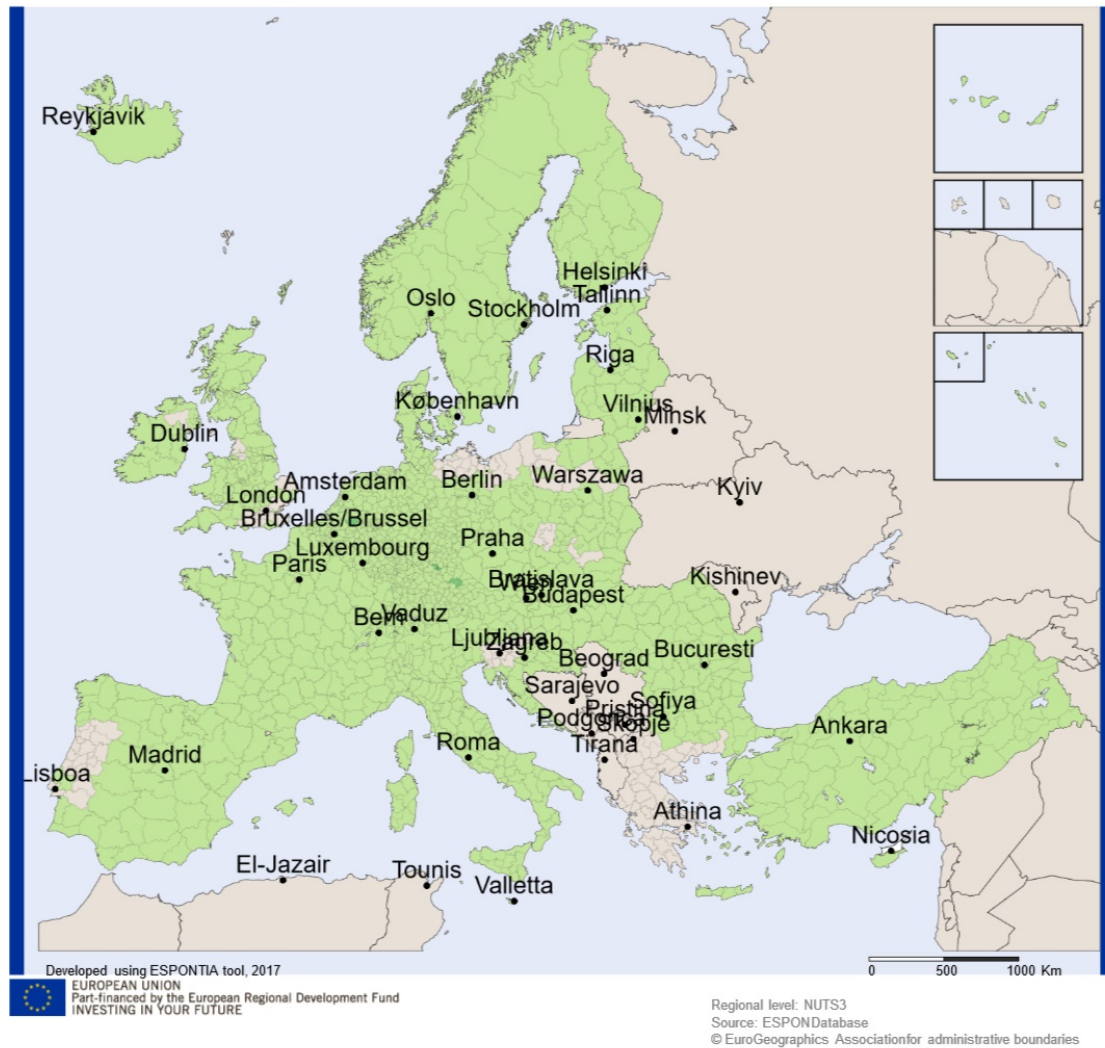 Reykjavik
Helsinki
Tallinn
Oslo
Stockholm
Riga
København
Vilnius
Minsk
Dublin
Amsterdam
Berlin
Warszawa
London
Kyiv
Bruxelles/Brussel
Luxembourg
Praha
Paris
Bratislava
Wien
Kishinev
Budapest
Bern
Vaduz
Ljubljana
Zagreb
Beograd
Bucuresti
Sarajevo
Pristina
Sofiya
Podgorica
Skopje
Ankara
Madrid
Roma
Tirana
Lisboa
Athina
Nicosia
El-Jazair
Tounis
Valletta
Developed using ESPONTIA tool, 2017
0 500 1000 Km
EUROPEAN UNION
Part-financed by the European Regional Development Fund
INVESTING IN YOUR FUTURE
Regional level: NUTS3
Source: ESPONDatabase
© EuroGeographics Associationfor administrative boundaries